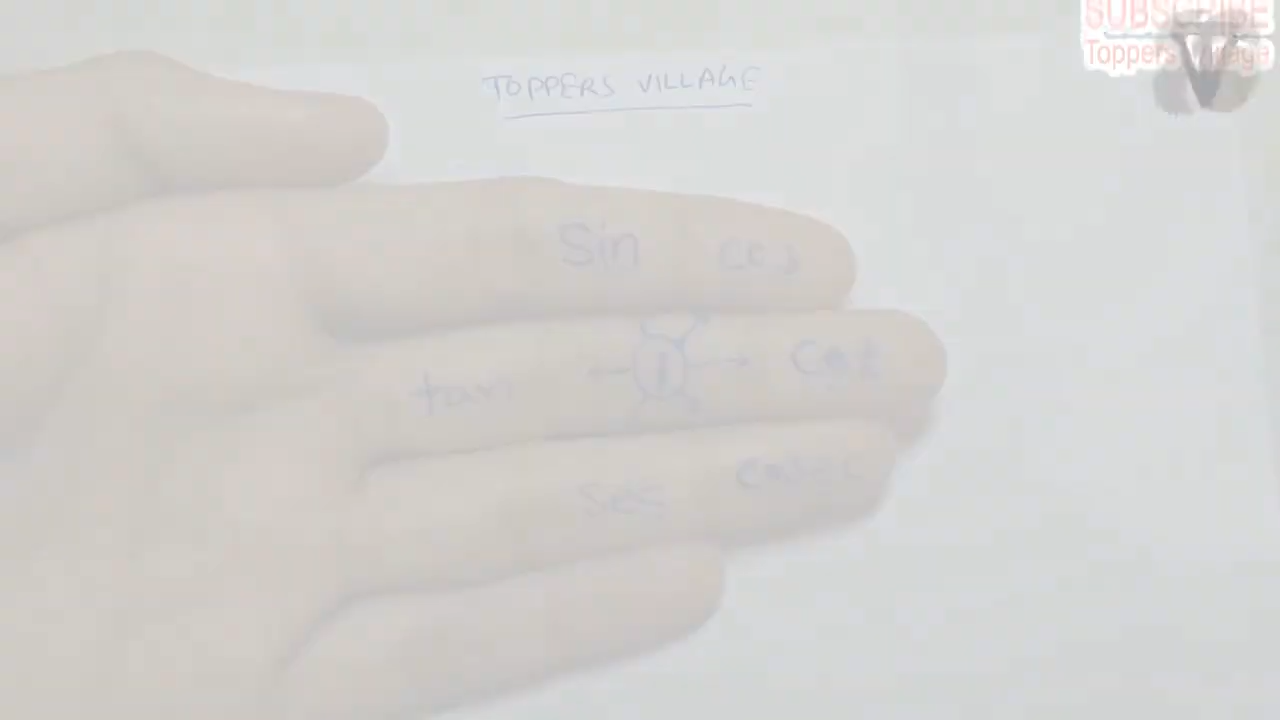 SUBSCRIBE
Toppers Village
TOPPERS VILLAGE
Sin cos
tan 1 Cot
Sec cosec